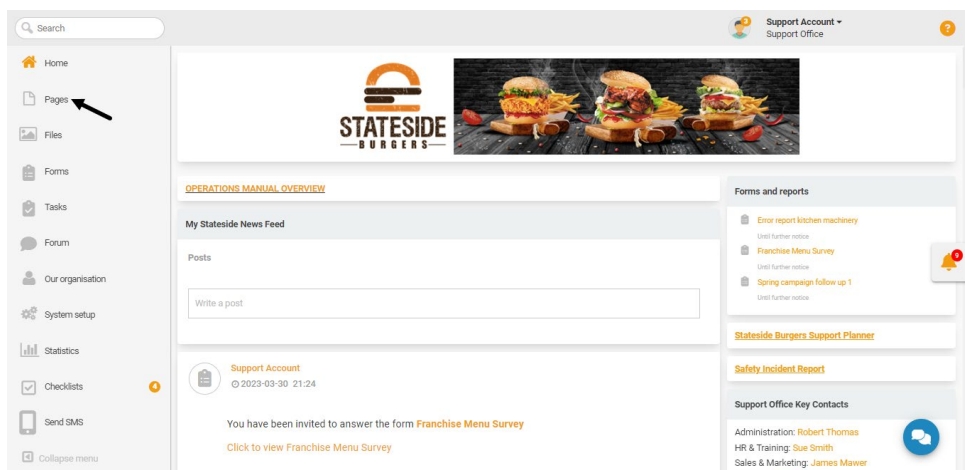 Search
3
Support Account
Support Office
?
Home
Pages
Files
Forms
Tasks
Forum
Our organisation
System setup
Statistics
Checklists 4
Send SMS
Collapse menu
STATESIDE
BURGERS
OPERATIONS MANUAL OVERVIEW
My Stateside News Feed
Posts
Write a post
Support Account
2023-03-30 21:24
You have been invited to answer the form Franchise Menu Survey
Click to view Franchise Menu Survey
Forms and reports
Error report kitchen machinery
Until further notice
Franchise Menu Survey
Until further notice
Spring campaign follow up 1
Until further notice
9
Stateside Burgers Support Planner
Safety Incident Report
Support Office Key Contacts
Administration: Robert Thomas
HR & Training: Sue Smith
Sales & Marketing: James Mawer